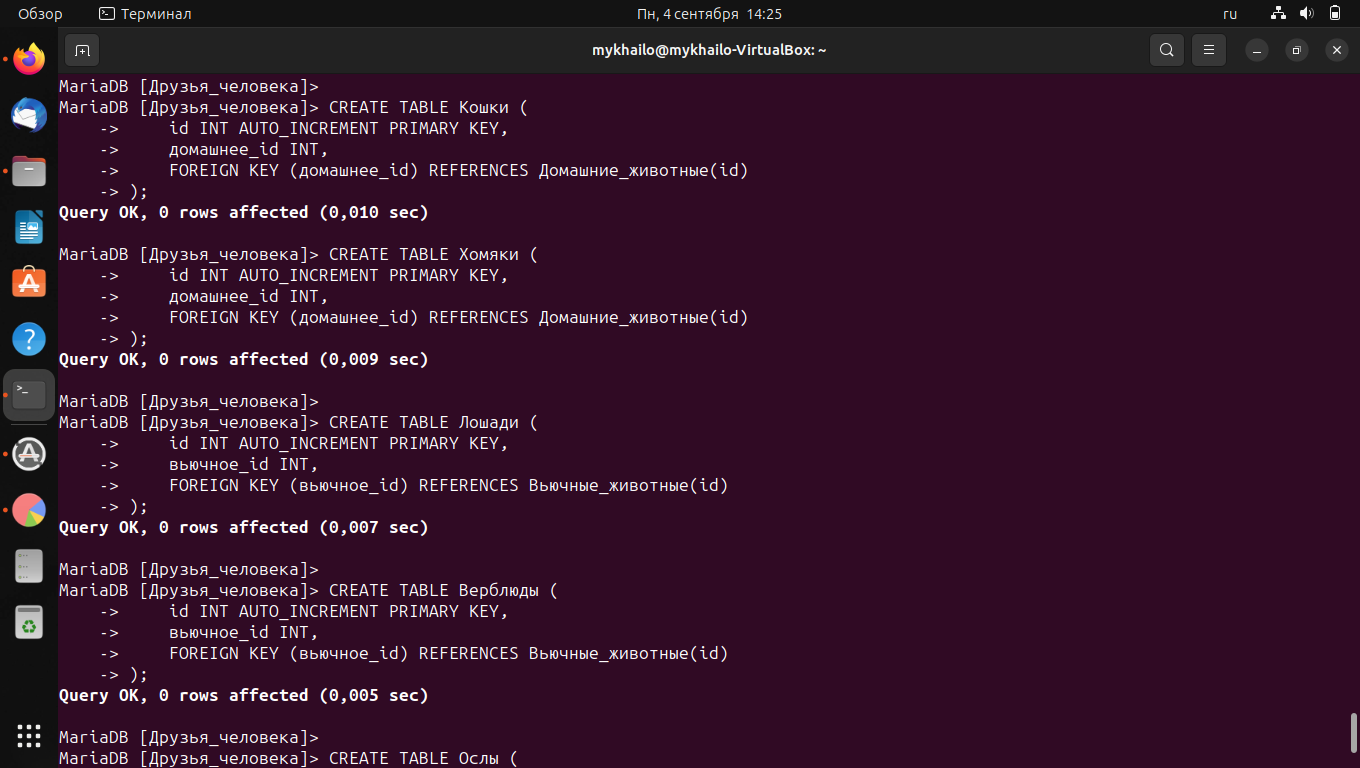 Обзор
Терминал
Пн, 4 сентября 14:25
ru
mykhailo@mykhailo-VirtualBox: ~
MariaDB [Друзья_человека]>
MariaDB [Друзья_человека]> CREATE TABLE Кошки (
    ->     id INT AUTO_INCREMENT PRIMARY KEY,
    ->     домашнее_id INT,
    ->     FOREIGN KEY (домашнее_id) REFERENCES Домашние_животные(id)
    -> );
Query OK, 0 rows affected (0,010 sec)
MariaDB [Друзья_человека]> CREATE TABLE Хомяки (
    ->     id INT AUTO_INCREMENT PRIMARY KEY,
    ->     домашнее_id INT,
    ->     FOREIGN KEY (домашнее_id) REFERENCES Домашние_животные(id)
    -> );
Query OK, 0 rows affected (0,009 sec)
MariaDB [Друзья_человека]>
MariaDB [Друзья_человека]> CREATE TABLE Лошади (
    ->     id INT AUTO_INCREMENT PRIMARY KEY,
    ->     вьючное_id INT,
    ->     FOREIGN KEY (вьючное_id) REFERENCES Вьючные_животные(id)
    -> );
Query OK, 0 rows affected (0,007 sec)
MariaDB [Друзья_человека]>
MariaDB [Друзья_человека]> CREATE TABLE Верблюды (
    ->     id INT AUTO_INCREMENT PRIMARY KEY,
    ->     вьючное_id INT,
    ->     FOREIGN KEY (вьючное_id) REFERENCES Вьючные_животные(id)
    -> );
Query OK, 0 rows affected (0,005 sec)
MariaDB [Друзья_человека]>
MariaDB [Друзья_человека]> CREATE TABLE Ослы (